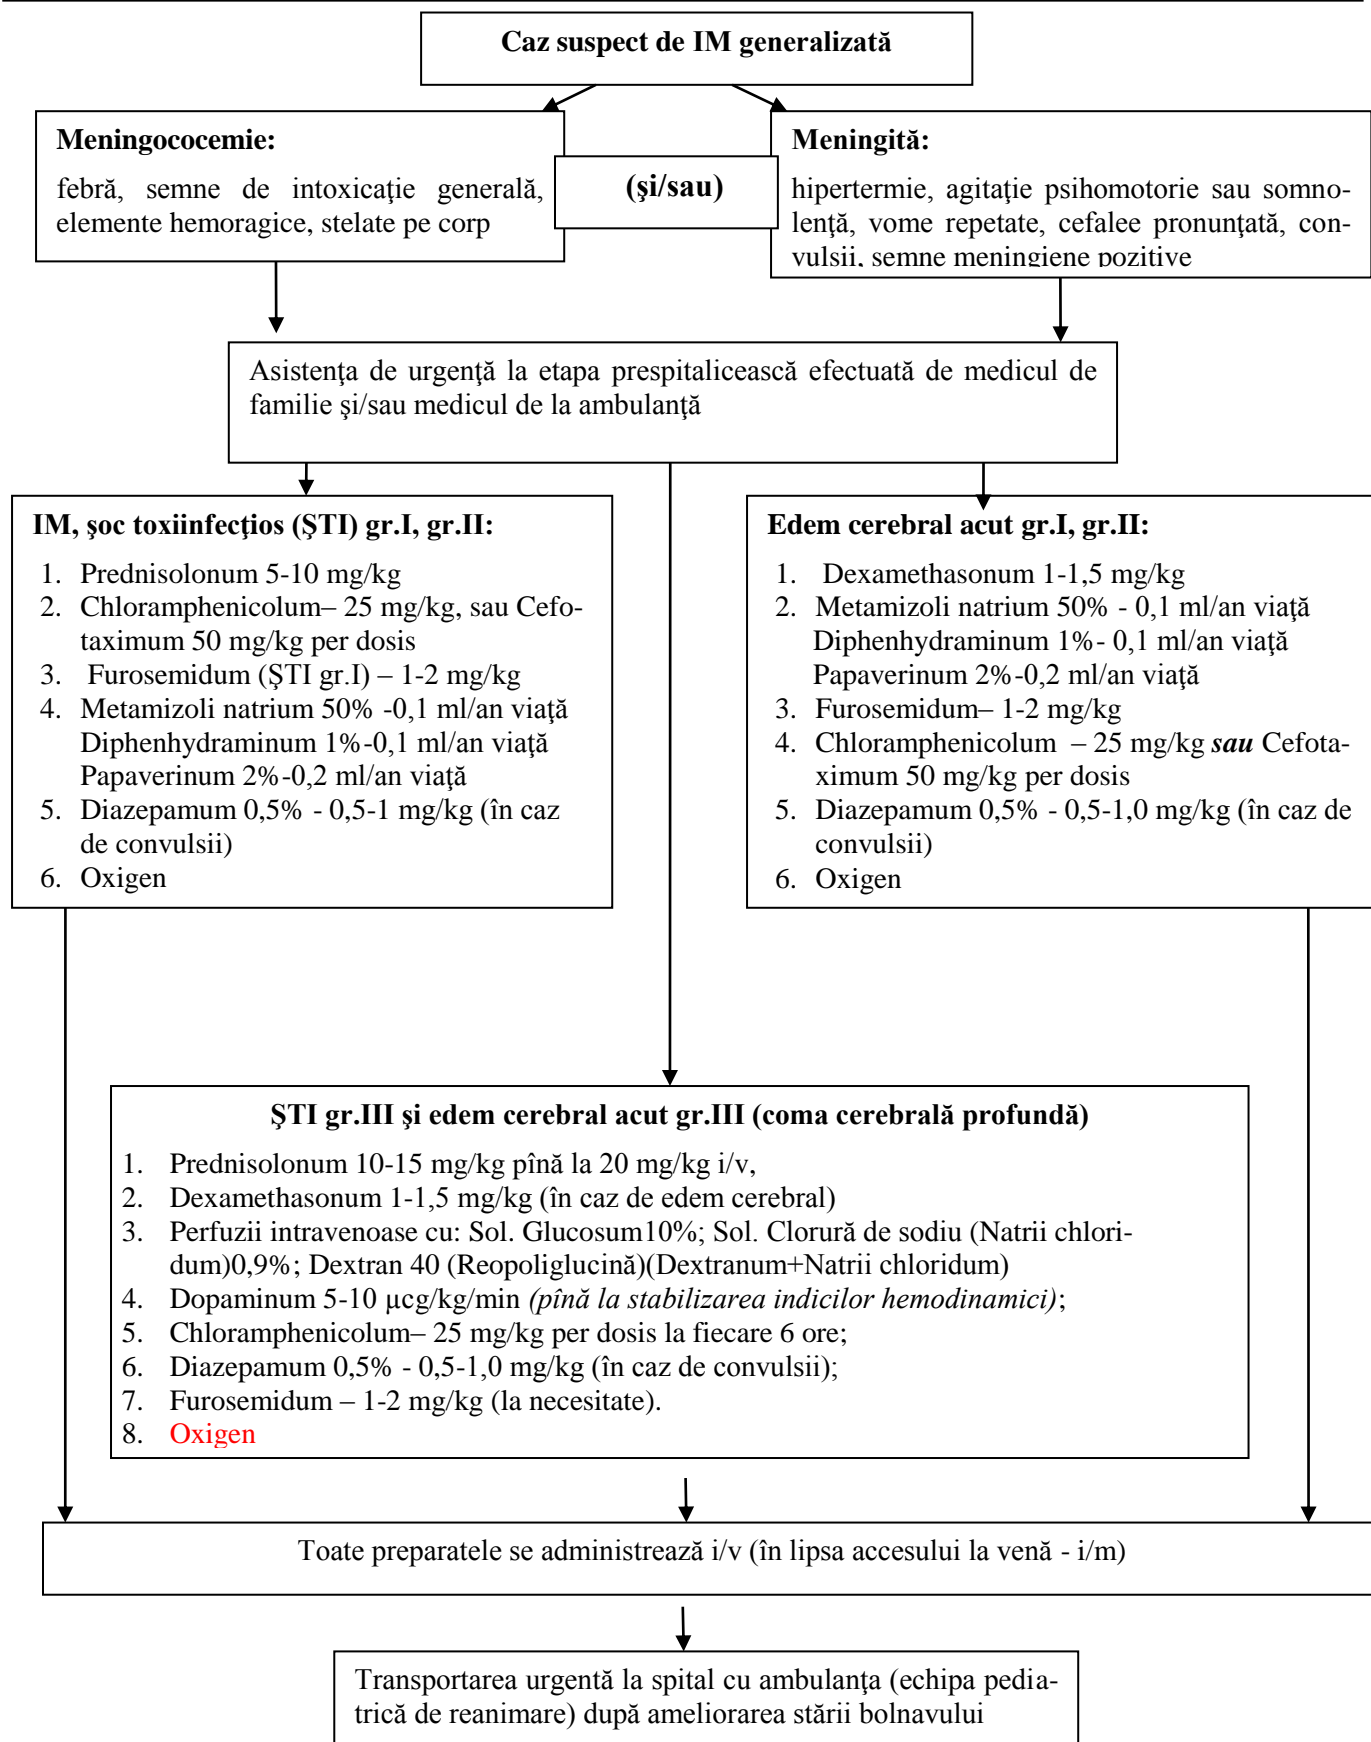 Caz suspect de IM generalizată
Meningococemie:
febră, semne de intoxicaţie generală,
elemente hemoragice, stelate pe corp
(şi/sau)
Meningită:
hipertermie, agitaţie psihomotorie sau somno-
lenţă, vome repetate, cefalee pronunţată, con-
vulsii, semne meningiene pozitive
Asistenţa de urgenţă la etapa prespitalicească efectuată de medicul de
familie şi/sau medicul de la ambulanţă
IM, şoc toxiinfecţios (ŞTI) gr.I, gr.II:
1. Prednisolonum 5-10 mg/kg
2. Chloramphenicolum– 25 mg/kg, sau Cefo-
taximum 50 mg/kg per dosis
3. Furosemidum (ŞTI gr.I) – 1-2 mg/kg
4. Metamizoli natrium 50% -0,1 ml/an viaţă
Diphenhydraminum 1%-0,1 ml/an viaţă
Papaverinum 2%-0,2 ml/an viaţă
5. Diazepamum 0,5% - 0,5-1 mg/kg (în caz
de convulsii)
6. Oxigen
Edem cerebral acut gr.I, gr.II:
1. Dexamethasonum 1-1,5 mg/kg
2. Metamizoli natrium 50% - 0,1 ml/an viaţă
Diphenhydraminum 1%- 0,1 ml/an viaţă
Papaverinum 2%-0,2 ml/an viaţă
3. Furosemidum– 1-2 mg/kg
4. Chloramphenicolum – 25 mg/kg sau Cefota-
ximum 50 mg/kg per dosis
5. Diazepamum 0,5% - 0,5-1,0 mg/kg (în caz de
convulsii)
6. Oxigen
ŞTI gr.III şi edem cerebral acut gr.III (coma cerebrală profundă)
1. Prednisolonum 10-15 mg/kg pînă la 20 mg/kg i/v,
2. Dexamethasonum 1-1,5 mg/kg (în caz de edem cerebral)
3. Perfuzii intravenoase cu: Sol. Glucosum10%; Sol. Clorură de sodiu (Natrii chlori-
dum)0,9%; Dextran 40 (Reopoliglucină)(Dextranum+Natrii chloridum)
4. Dopaminum 5-10 µcg/kg/min (pînă la stabilizarea indicilor hemodinamici);
5. Chloramphenicolum– 25 mg/kg per dosis la fiecare 6 ore;
6. Diazepamum 0,5% - 0,5-1,0 mg/kg (în caz de convulsii);
7. Furosemidum – 1-2 mg/kg (la necesitate).
8. Oxigen
Toate preparatele se administrează i/v (în lipsa accesului la venă - i/m)
Transportarea urgentă la spital cu ambulanţa (echipa pedia-
trică de reanimare) după ameliorarea stării bolnavului